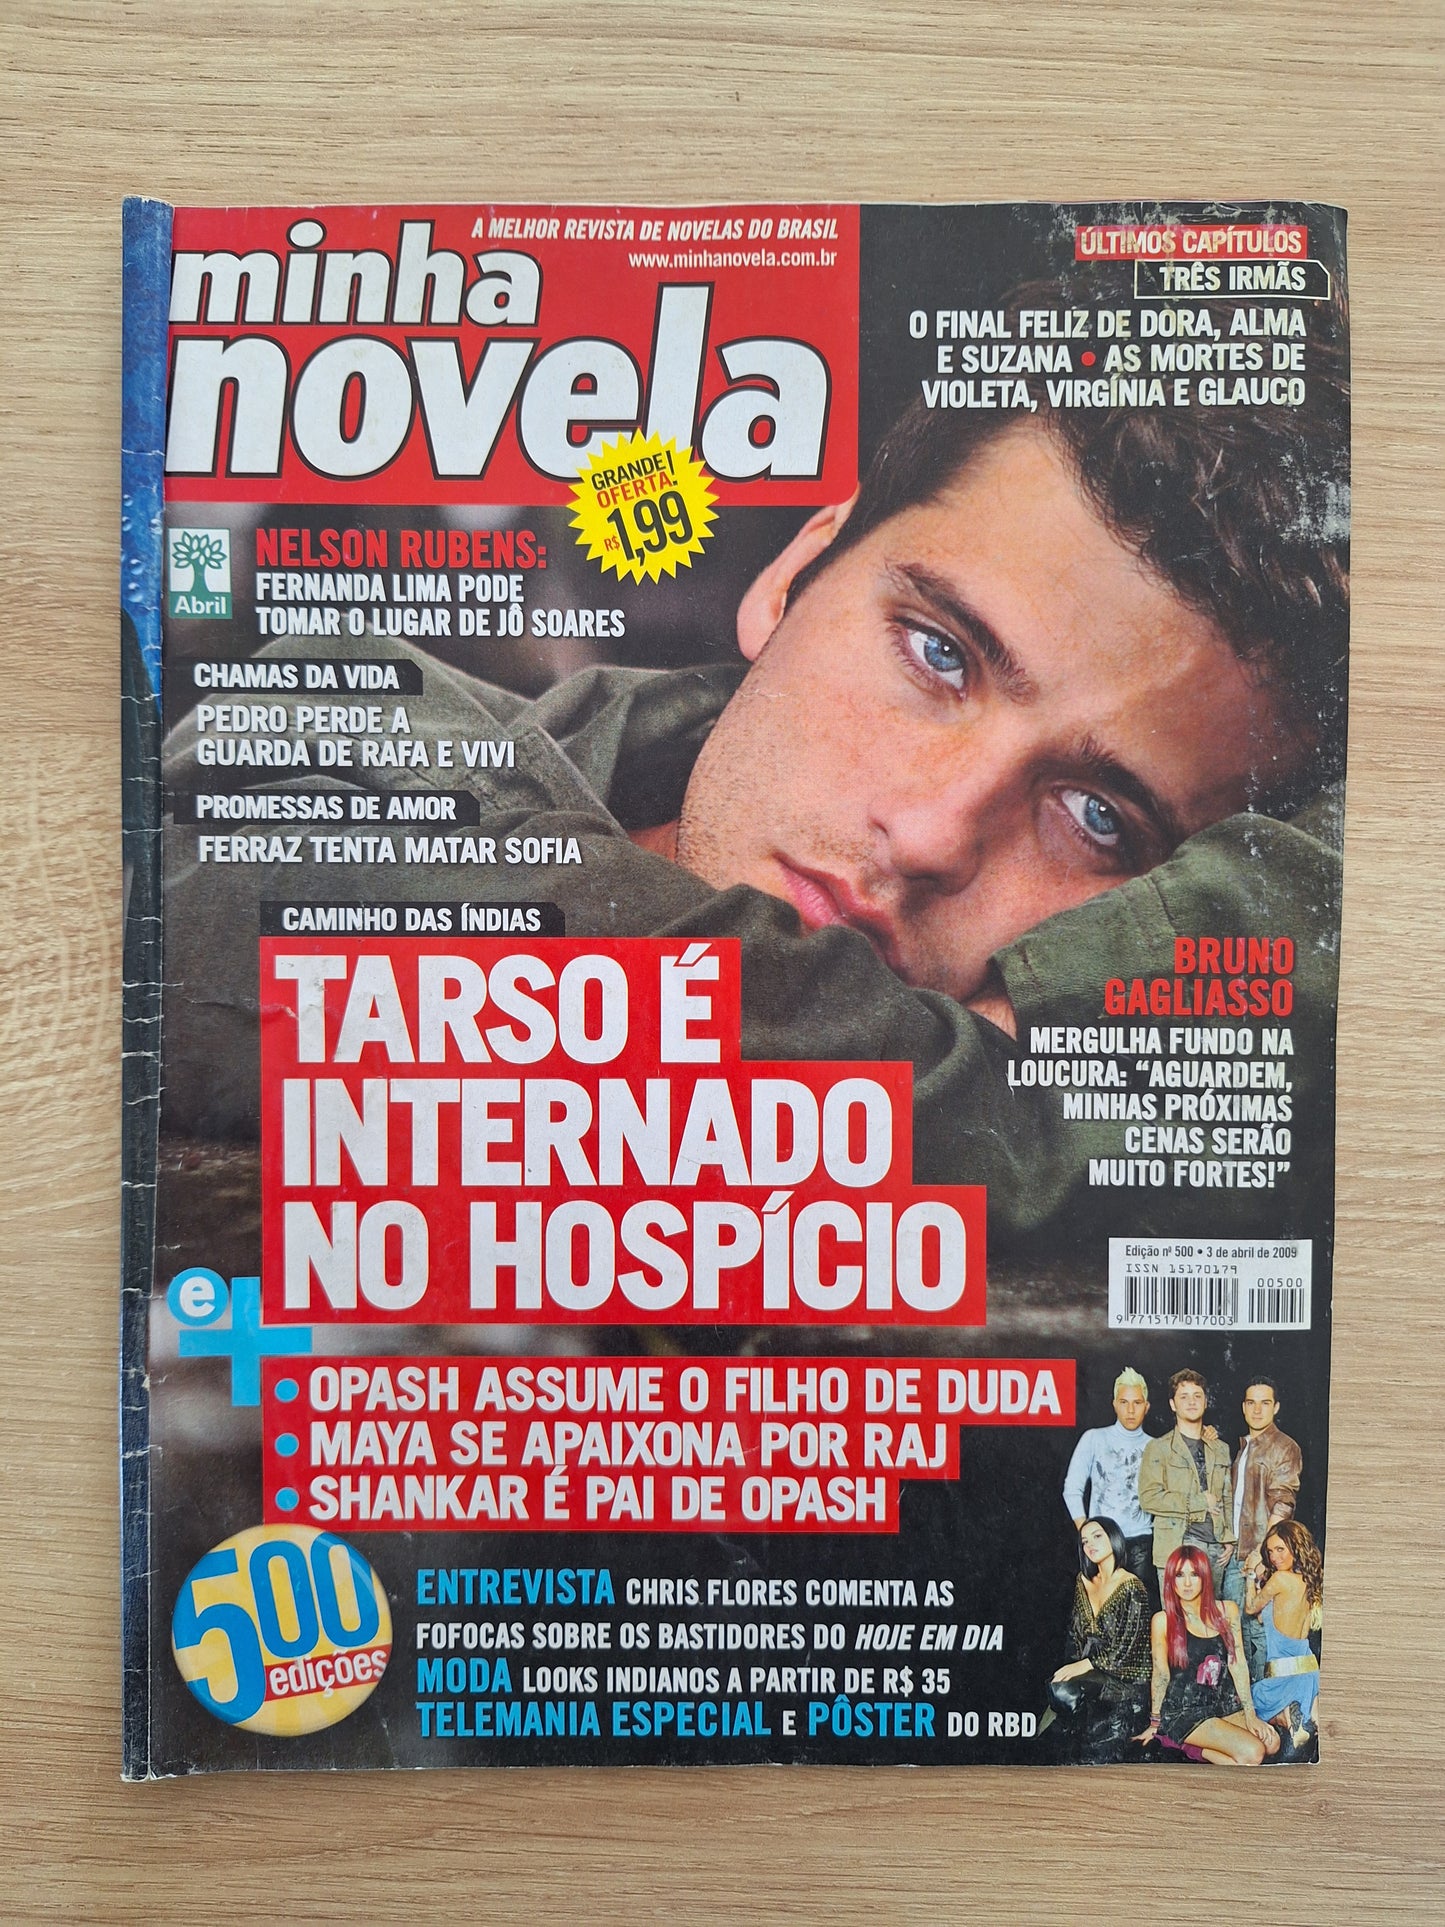 A MELHOR REVISTA DE NOVELAS DO BRASIL
www.minhanovela.com.br
minha
novela
GRANDE
OFERTA!
R$ 1,99
ÚLTIMOS CAPÍTULOS
TRÊS IRMÃS
O FINAL FELIZ DE DORA, ALMA
E SUZANA • AS MORTES DE
VIOLETA, VIRGÍNIA E GLAUCO
Abril
NELSON RUBENS:
FERNANDA LIMA PODE
TOMAR O LUGAR DE JÔ SOARES
CHAMAS DA VIDA
PEDRO PERDE A
GUARDA DE RAFA E VIVI
PROMESSAS DE AMOR
FERRAZ TENTA MATAR SOFIA
CAMINHO DAS ÍNDIAS
TARSO É
INTERNADO
NO HOSPÍCIO
BRUNO
GAGLIASSO
MERGULHA FUNDO NA
LOUCURA: “AGUARDEM,
MINHAS PRÓXIMAS
CENAS SERÃO
MUITO FORTES!”
Edição nº 500 • 3 de abril de 2009
ISSN 15170179
00500
9 771517 017003
e+
• OPASH ASSUME O FILHO DE DUDA
• MAYA SE APAIXONA POR RAJ
• SHANKAR É PAI DE OPASH
500
edições
ENTREVISTA CHRIS FLORES COMENTA AS
FOFOCAS SOBRE OS BASTIDORES DO HOJE EM DIA
MODA LOOKS INDIANOS A PARTIR DE R$ 35
TELEMANIA ESPECIAL E PÔSTER DO RBD